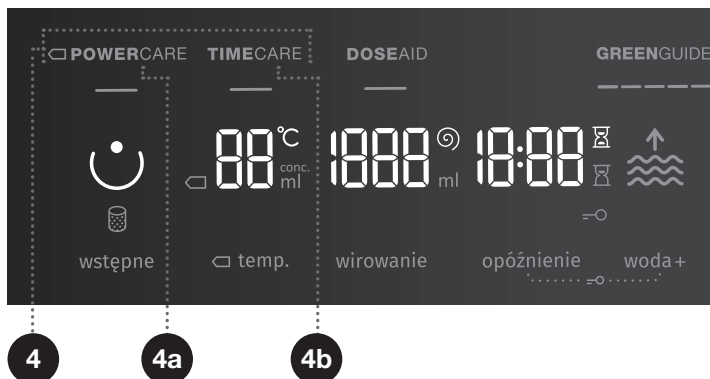 POWERCARE TIMECARE DOSEAID GREENGUIDE
88 °C 1888 18:88
conc.
ml ml
wstępne temp. wirowanie opóźnienie woda+
4 4a 4b